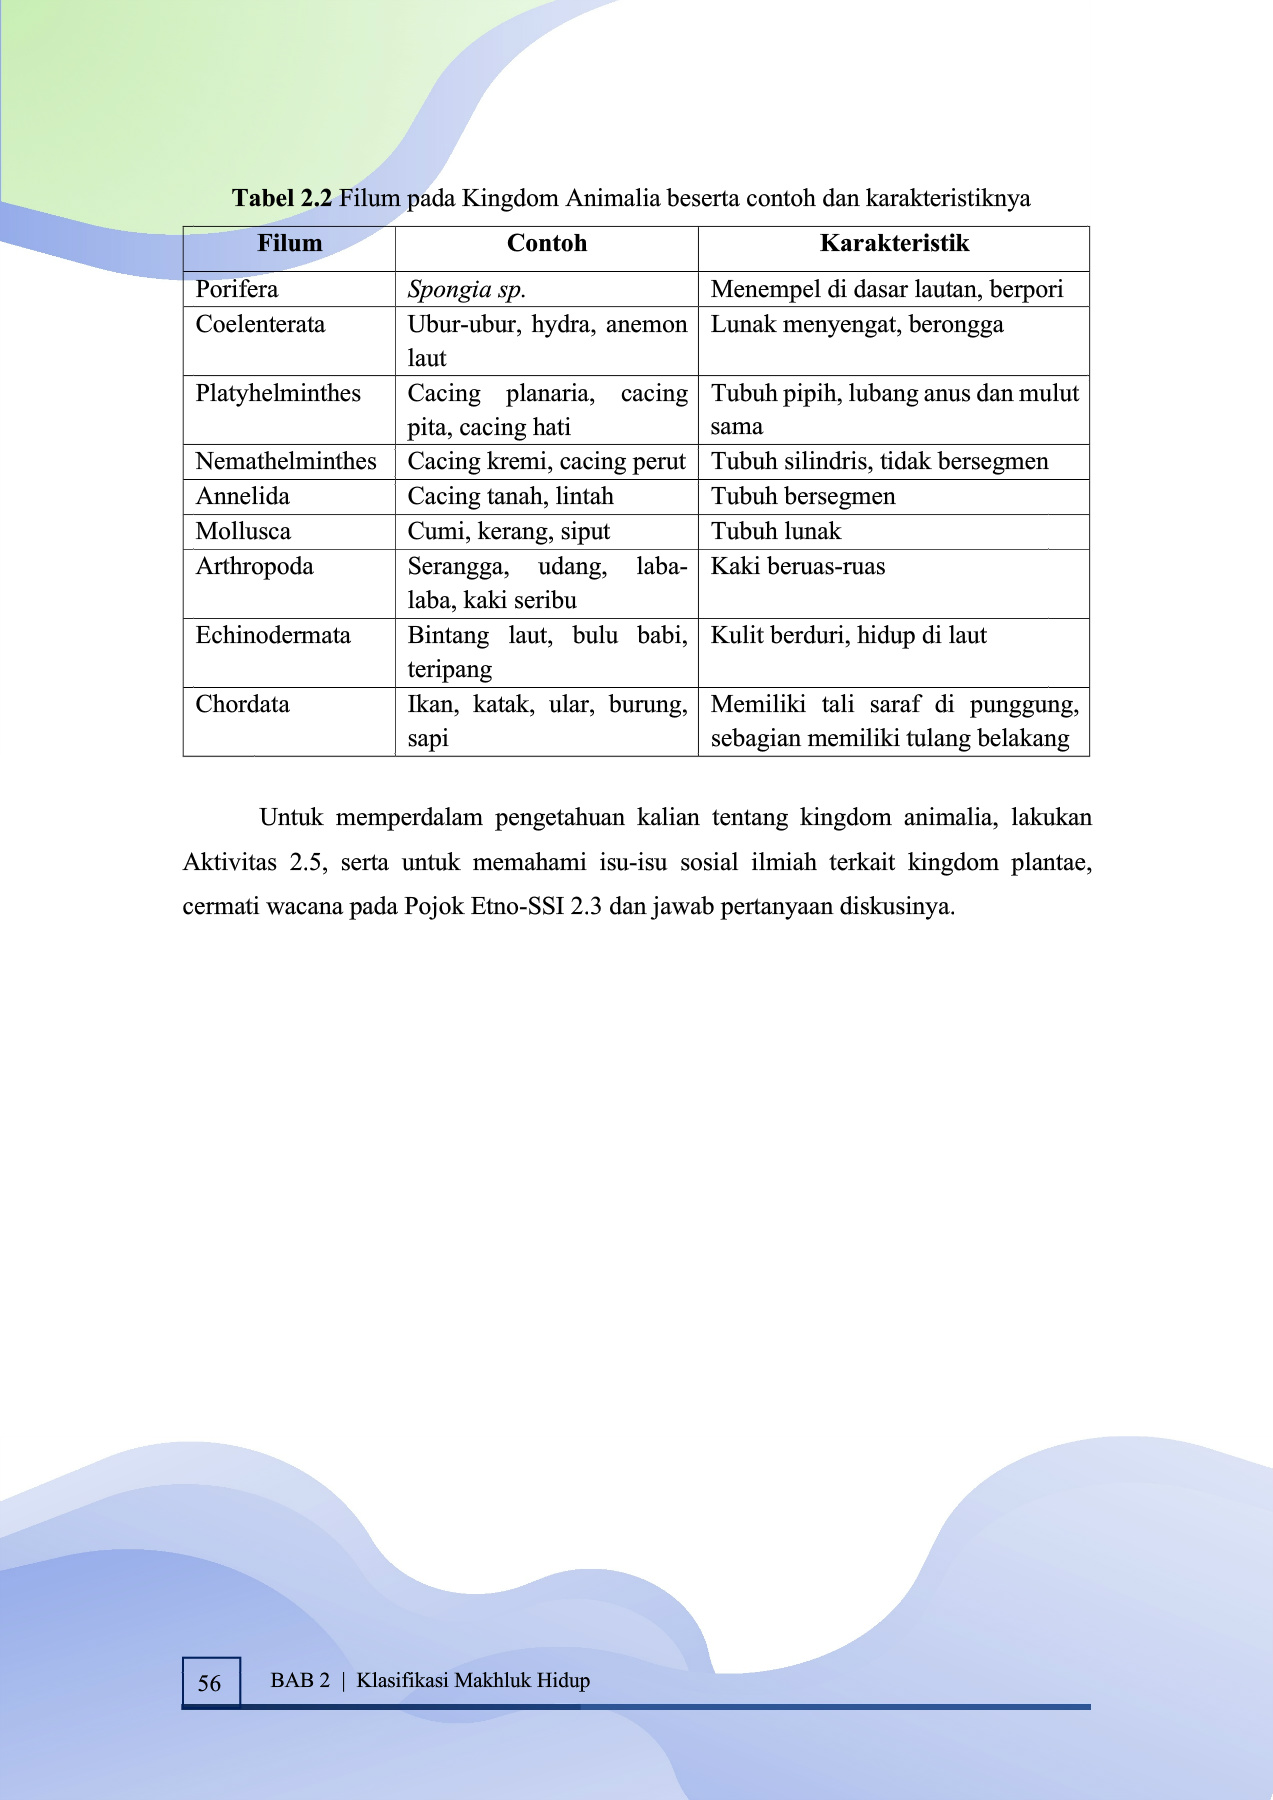 Tabel 2.2 Filum pada Kingdom Animalia beserta contoh dan karakteristiknya
Filum Contoh Karakteristik
Porifera Spongia sp. Menempel di dasar lautan, berpori
Coelenterata Ubur-ubur, hydra, anemon laut Lunak menyengat, berongga
Platyhelminthes Cacing planaria, cacing pita, cacing hati Tubuh pipih, lubang anus dan mulut sama
Nemathelminthes Cacing kremi, cacing perut Tubuh silindris, tidak bersegmen
Annelida Cacing tanah, lintah Tubuh bersegmen
Mollusca Cumi, kerang, siput Tubuh lunak
Arthropoda Serangga, udang, laba-laba, kaki seribu Kaki beruas-ruas
Echinodermata Bintang laut, bulu babi, teripang Kulit berduri, hidup di laut
Chordata Ikan, katak, ular, burung, sapi Memiliki tali saraf di punggung, sebagian memiliki tulang belakang
Untuk memperdalam pengetahuan kalian tentang kingdom animalia, lakukan
Aktivitas 2.5, serta untuk memahami isu-isu sosial ilmiah terkait kingdom plantae,
cermati wacana pada Pojok Etno-SSI 2.3 dan jawab pertanyaan diskusinya.
56 BAB 2 | Klasifikasi Makhluk Hidup